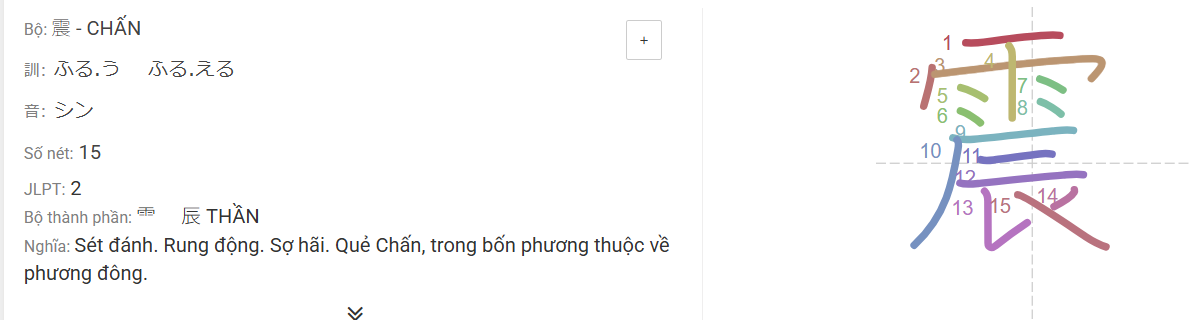 Bộ: 震 - CHẤN
+
訓: ふる.う ふる.える
音: シン
Số nét: 15
JLPT: 2
Bộ thành phần: ⻗ 辰 THẦN
Nghĩa: Sét đánh. Rung động. Sợ hãi. Quẻ Chấn, trong bốn phương thuộc về
phương đông.
震
1
2
3
4
5
6
7
8
9
10
11
12
13
14
15